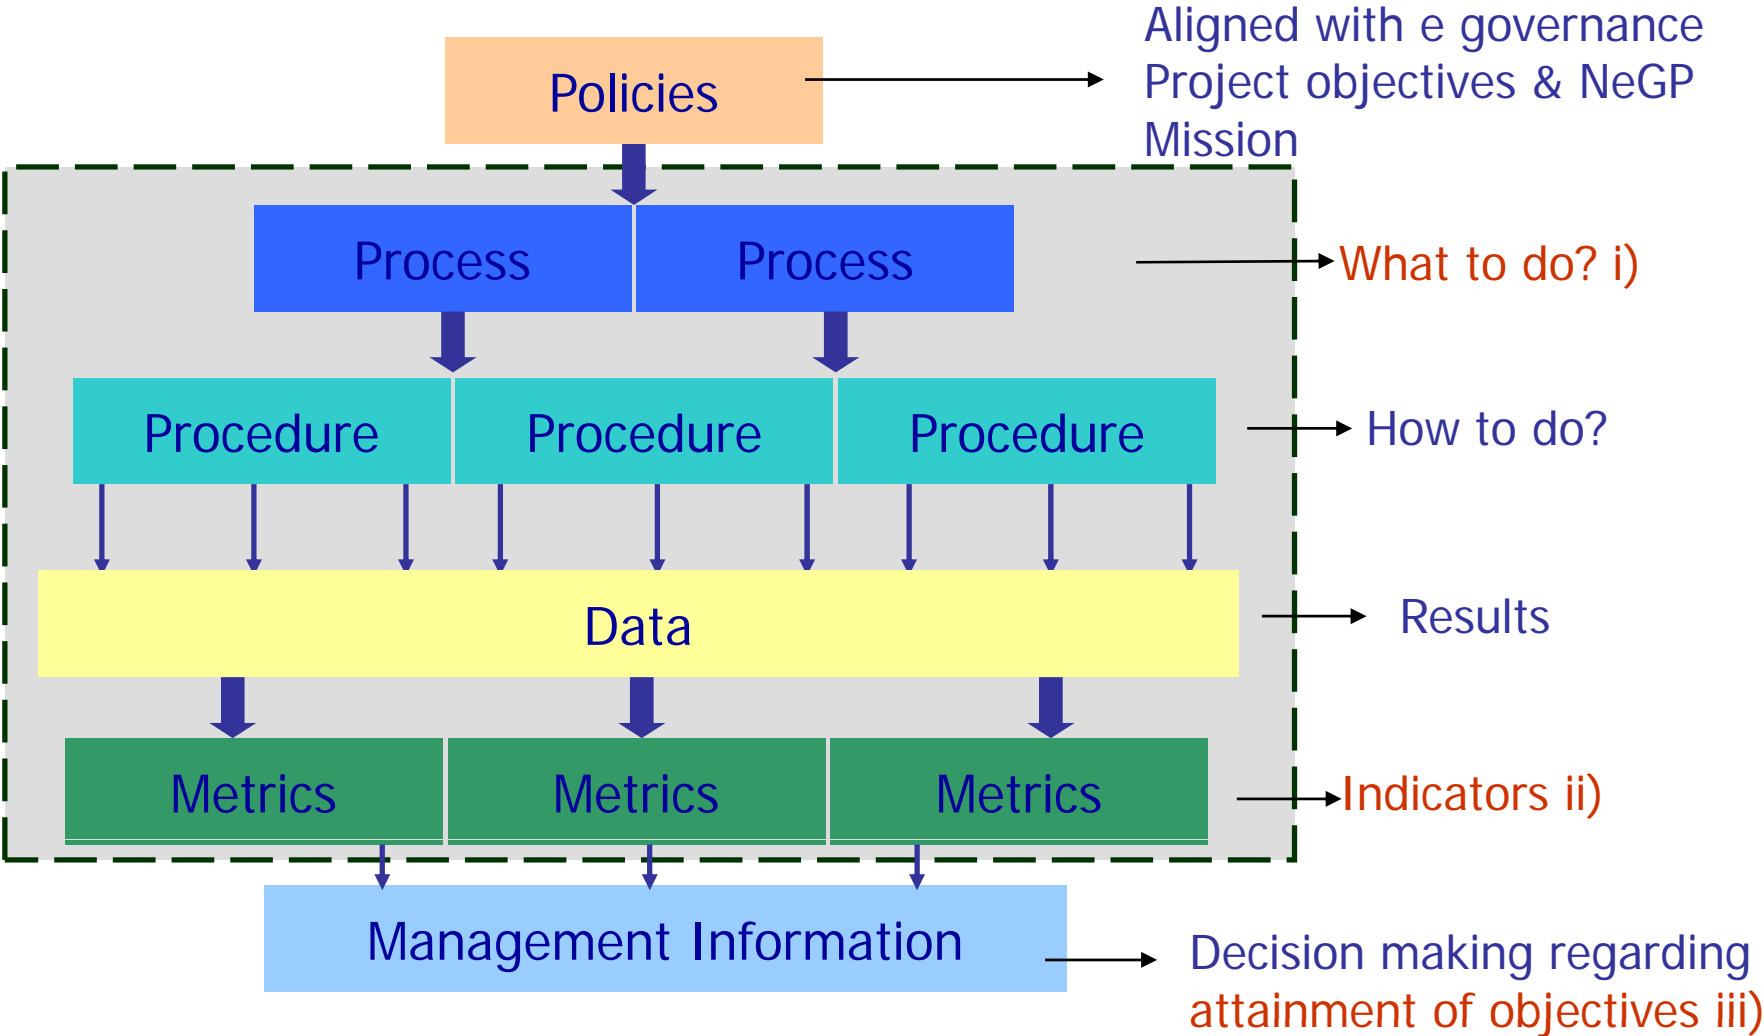 Policies
Aligned with e governance
Project objectives & NeGP
Mission
Process
Process
What to do? i)
Procedure
Procedure
Procedure
How to do?
Data
Results
Metrics
Metrics
Metrics
Indicators ii)
Management Information
Decision making regarding
attainment of objectives iii)